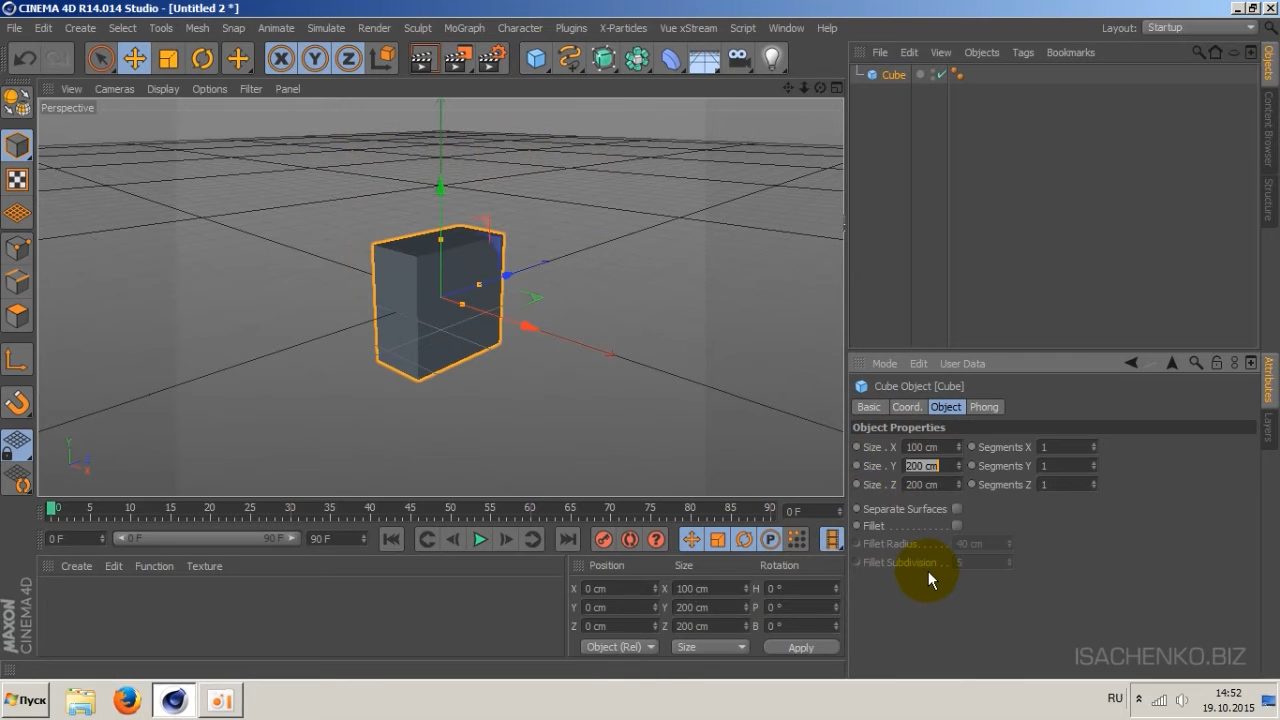 CINEMA 4D R14.014 Studio - [Untitled 2 *]
File Edit Create Select Tools Mesh Snap Animate Simulate Render Sculpt MoGraph Character Plugins X-Particles Vue xStream Script Window Help Layout: Startup
X Y Z
File Edit View Objects Tags Bookmarks
Cube
View Cameras Display Options Filter Panel
Perspective
Y
Z
X
Objects
Content Browser
Structure
Mode Edit User Data
Cube Object [Cube]
Basic Coord. Object Phong
Object Properties
Size . X 100 cm Segments X 1
Size . Y 200 cm Segments Y 1
Size . Z 200 cm Segments Z 1
Separate Surfaces
Fillet . . . . . . . . . .
Fillet Radius. . . . . 40 cm
Fillet Subdivision . . 5
Attributes
Layers
0 5 10 15 20 25 30 35 40 45 50 55 60 65 70 75 80 85 90 0 F
0 F 0 F 90 F 90 F
P
Create Edit Function Texture
Position Size Rotation
X 0 cm X 100 cm H 0 °
Y 0 cm Y 200 cm P 0 °
Z 0 cm Z 200 cm B 0 °
Object (Rel) Size Apply
MAXON
CINEMA 4D
ISACHENKO.BIZ
Пуск RU 14:52
19.10.2015